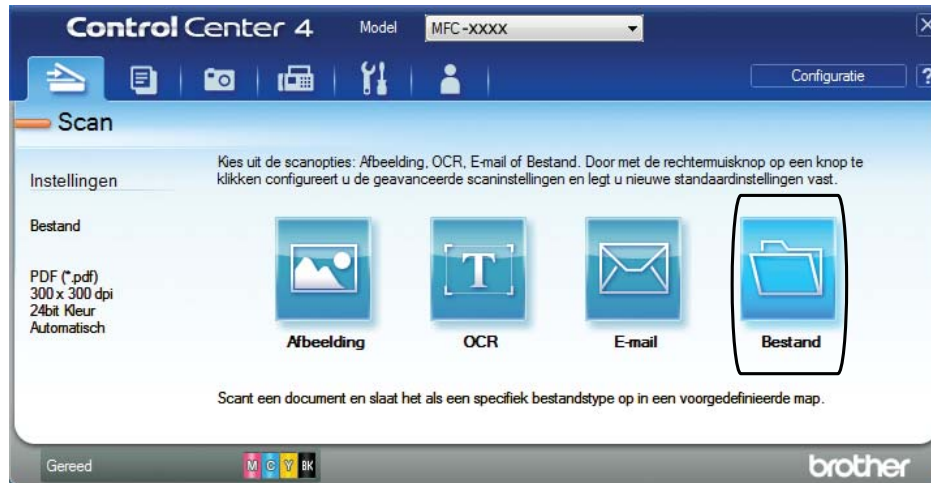 Control Center 4 Model MFC-XXXX
Configuratie ?
Scan
Kies uit de scanopties: Afbeelding, OCR, E-mail of Bestand. Door met de rechtermuisknop op een knop te
klikken configureert u de geavanceerde scaninstellingen en legt u nieuwe standaardinstellingen vast.
Instellingen
Bestand
PDF (*.pdf)
300 x 300 dpi
24bit Kleur
Automatisch
T
Afbeelding OCR E-mail Bestand
Scant een document en slaat het als een specifiek bestandstype op in een voorgedefinieerde map.
Gereed M C Y BK brother